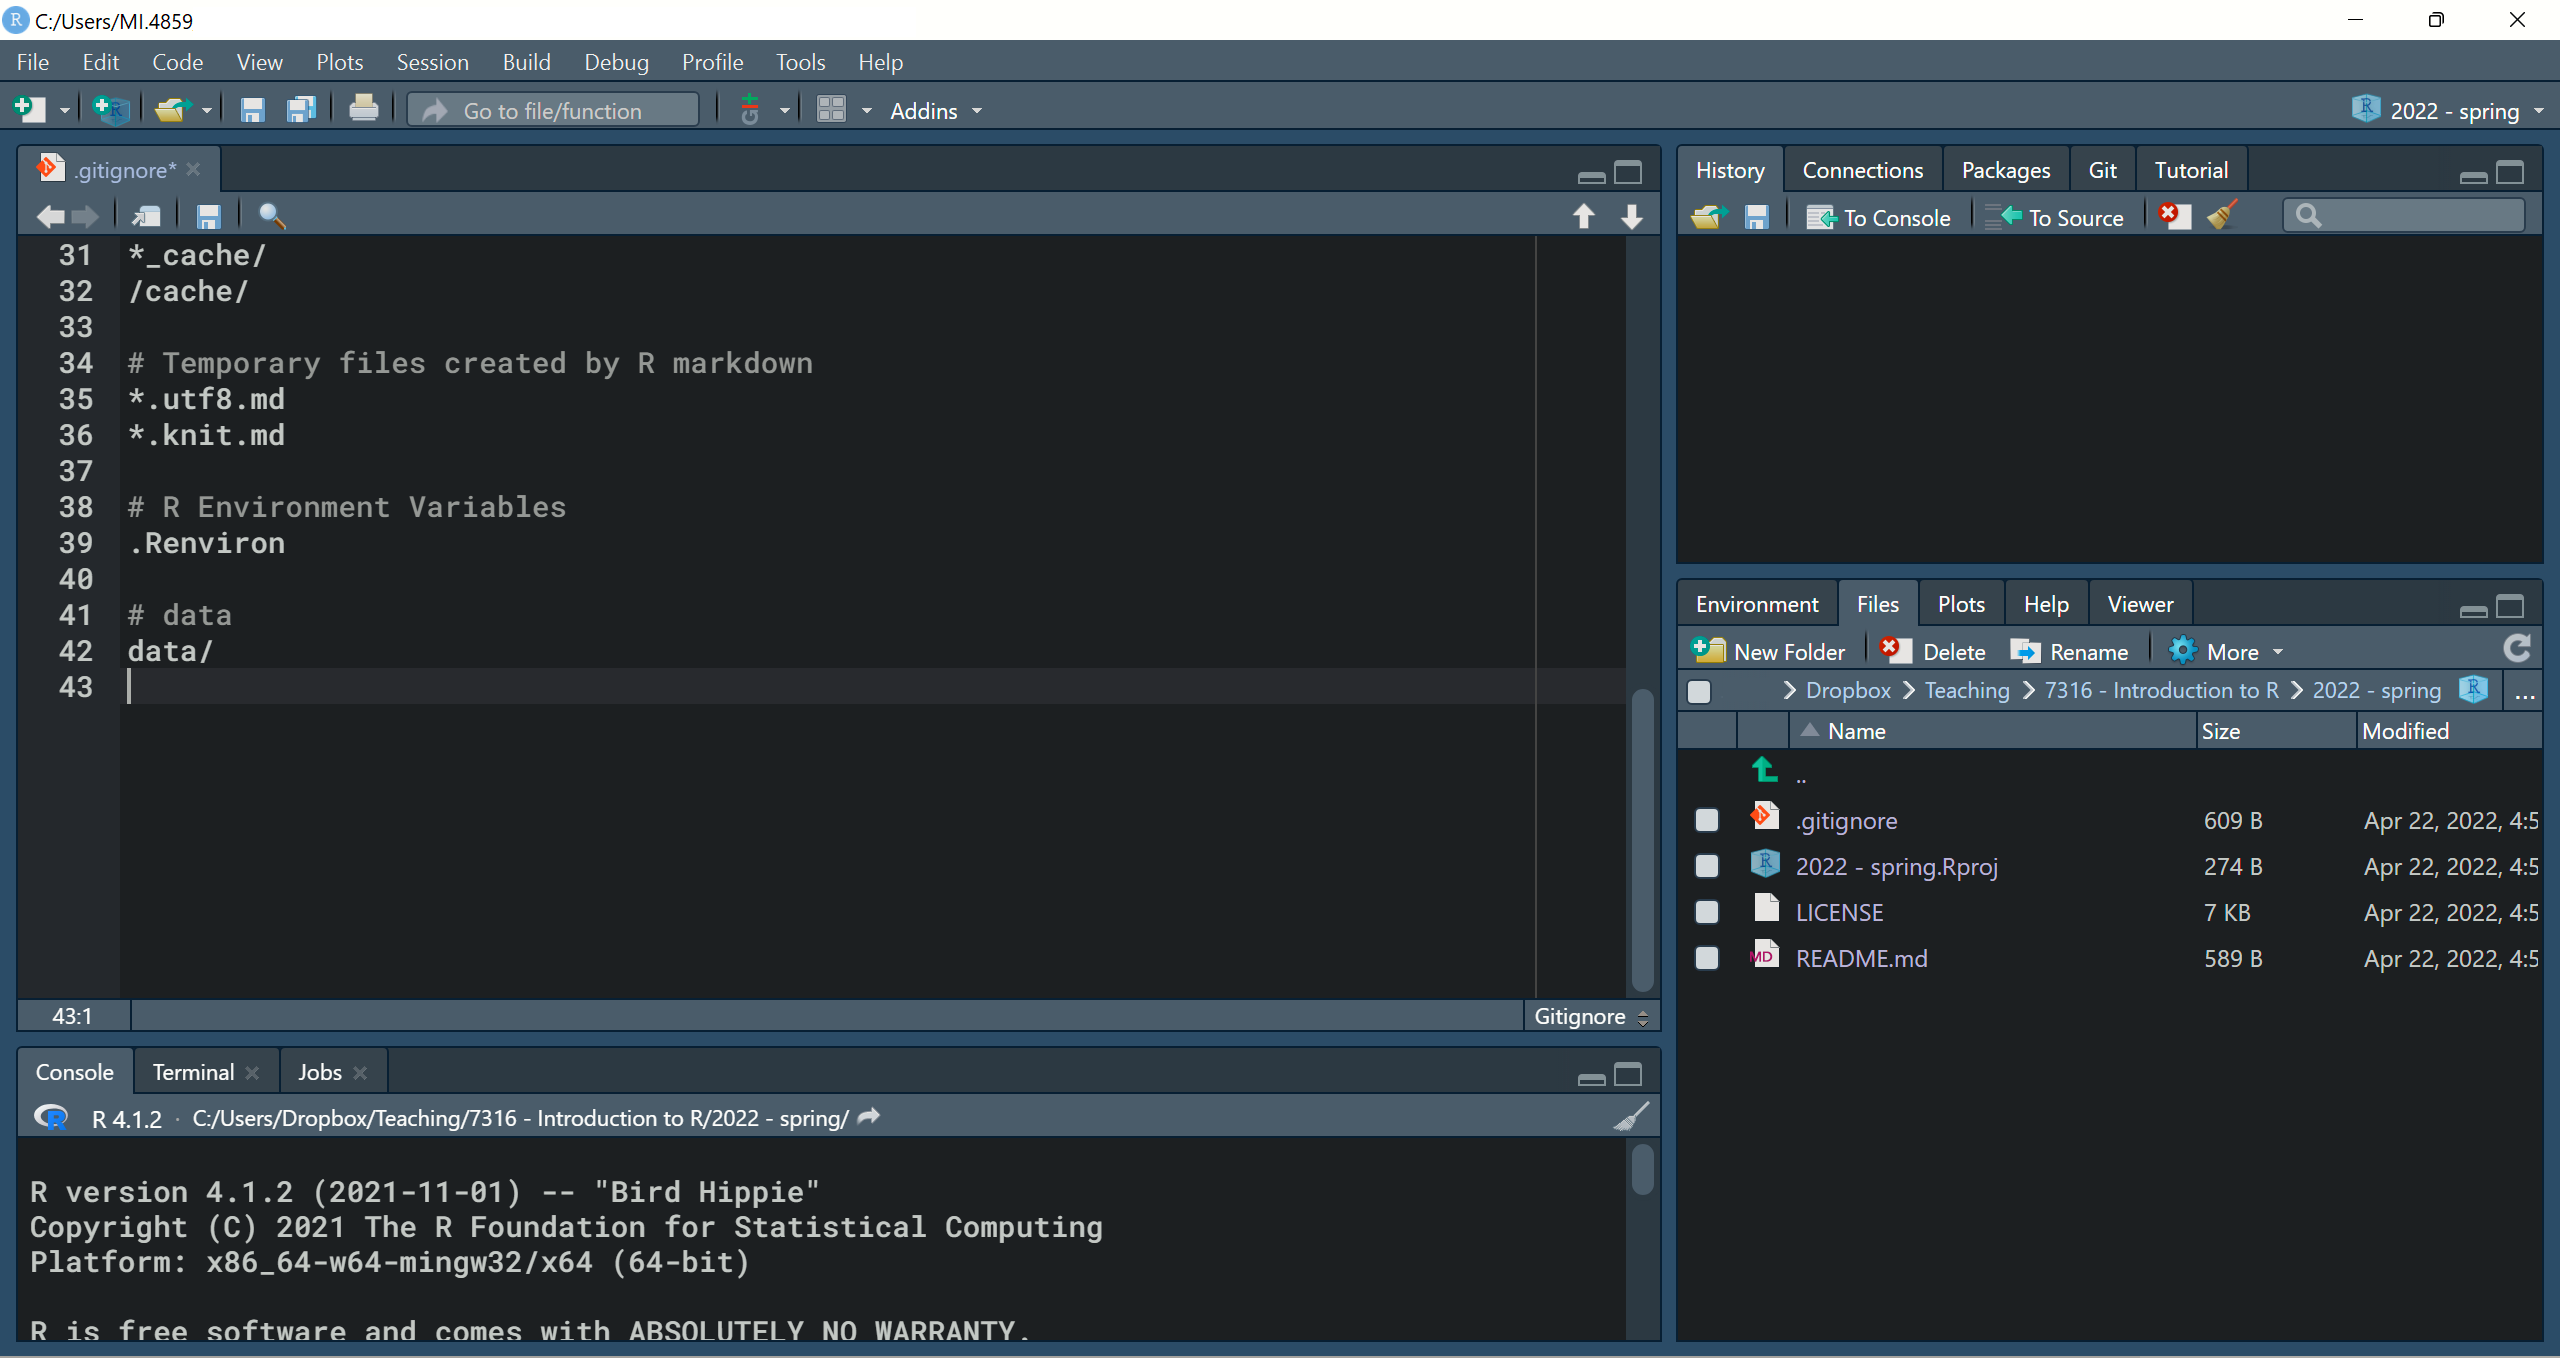 C:/Users/MI.4859
File Edit Code View Plots Session Build Debug Profile Tools Help
Go to file/function Addins 2022 - spring
.gitignore*
31 *_cache/
32 /cache/
33
34 # Temporary files created by R markdown
35 *.utf8.md
36 *.knit.md
37
38 # R Environment Variables
39 .Renviron
40
41 # data
42 data/
43
43:1 Gitignore
Console Terminal Jobs
R 4.1.2 · C:/Users/Dropbox/Teaching/7316 - Introduction to R/2022 - spring/
R version 4.1.2 (2021-11-01) -- "Bird Hippie"
Copyright (C) 2021 The R Foundation for Statistical Computing
Platform: x86_64-w64-mingw32/x64 (64-bit)
R is free software and comes with ABSOLUTELY NO WARRANTY.
History Connections Packages Git Tutorial
To Console To Source
Environment Files Plots Help Viewer
New Folder Delete Rename More
> Dropbox > Teaching > 7316 - Introduction to R > 2022 - spring ...
Name Size Modified
..
.gitignore 609 B Apr 22, 2022, 4:5
2022 - spring.Rproj 274 B Apr 22, 2022, 4:5
LICENSE 7 KB Apr 22, 2022, 4:5
README.md 589 B Apr 22, 2022, 4:5